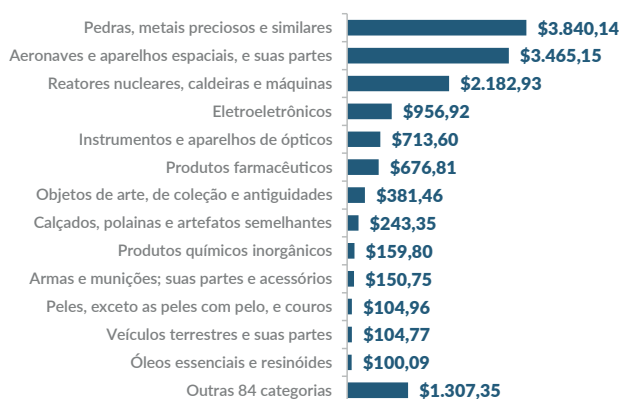 Pedras, metais preciosos e similares $3.840,14
Aeronaves e aparelhos espaciais, e suas partes $3.465,15
Reatores nucleares, caldeiras e máquinas $2.182,93
Eletroeletrônicos $956,92
Instrumentos e aparelhos de ópticos $713,60
Produtos farmacêuticos $676,81
Objetos de arte, de coleção e antiguidades $381,46
Calçados, polainas e artefatos semelhantes $243,35
Produtos químicos inorgânicos $159,80
Armas e munições; suas partes e acessórios $150,75
Peles, exceto as peles com pelo, e couros $104,96
Veículos terrestres e suas partes $104,77
Óleos essenciais e resinóides $100,09
Outras 84 categorias $1.307,35